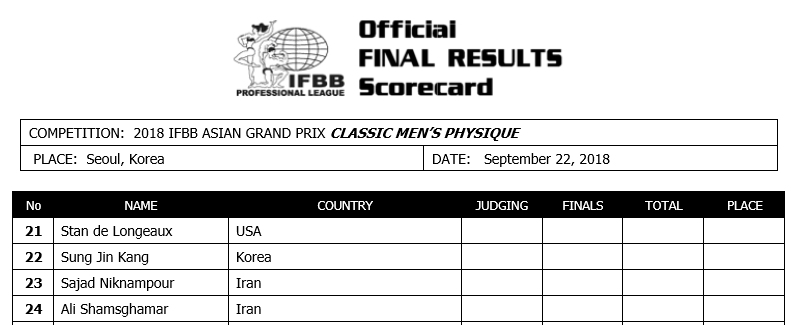 Official
FINAL RESULTS
Scorecard
IFBB
PROFESSIONAL LEAGUE
COMPETITION: 2018 IFBB ASIAN GRAND PRIX CLASSIC MEN'S PHYSIQUE
PLACE: Seoul, Korea DATE: September 22, 2018
No NAME COUNTRY JUDGING FINALS TOTAL PLACE
21 Stan de Longeaux USA
22 Sung Jin Kang Korea
23 Sajad Niknampour Iran
24 Ali Shamsghamar Iran